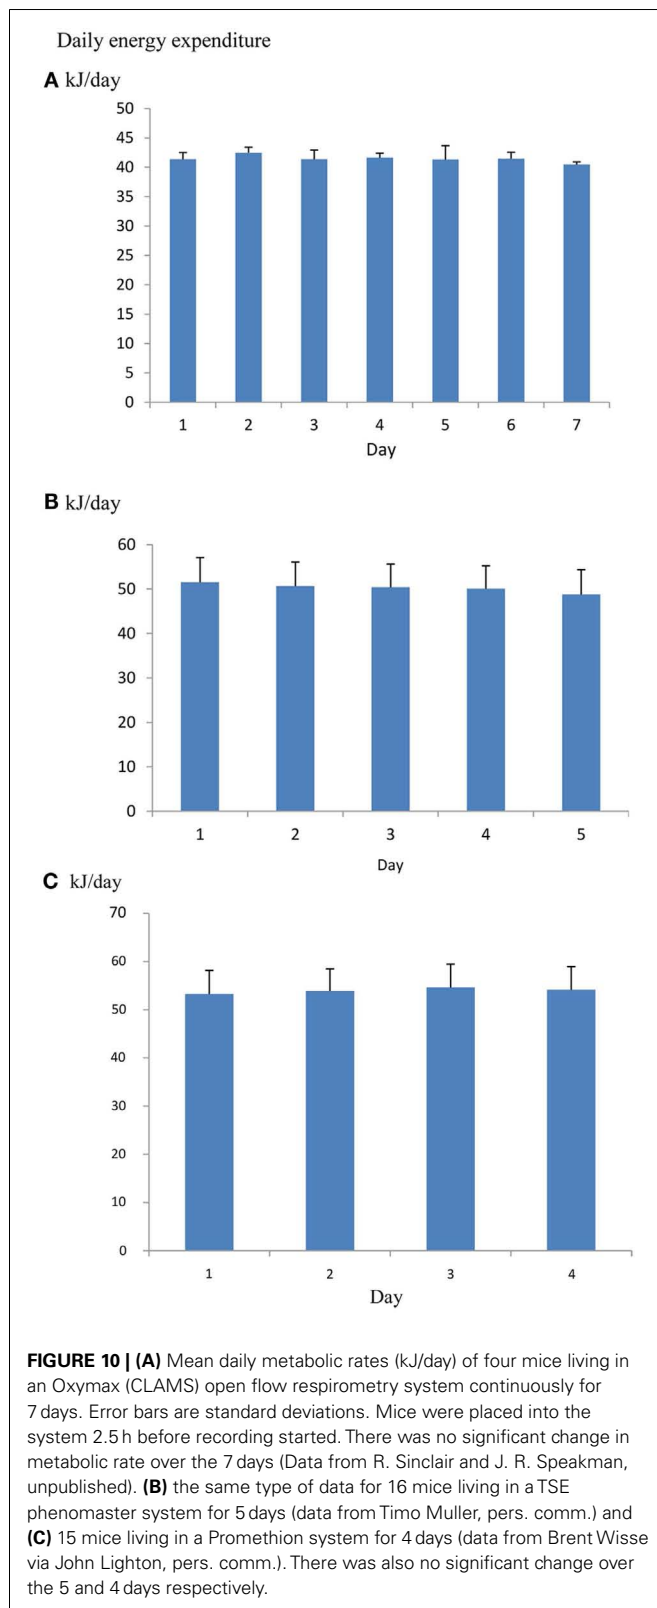 Daily energy expenditure
A kJ/day
50
45
40
35
30
25
20
15
10
5
0
1 2 3 4 5 6 7
Day
B kJ/day
60
50
40
30
20
10
0
1 2 3 4 5
Day
C kJ/day
70
60
50
40
30
20
10
0
1 2 3 4
Day
FIGURE 10 | (A) Mean daily metabolic rates (kJ/day) of four mice living in
an Oxymax (CLAMS) open flow respirometry system continuously for
7 days. Error bars are standard deviations. Mice were placed into the
system 2.5 h before recording started. There was no significant change in
metabolic rate over the 7 days (Data from R. Sinclair and J. R. Speakman,
unpublished). (B) the same type of data for 16 mice living in a TSE
phenomaster system for 5 days (data from Timo Muller, pers. comm.) and
(C) 15 mice living in a Promethion system for 4 days (data from Brent Wisse
via John Lighton, pers. comm.). There was also no significant change over
the 5 and 4 days respectively.